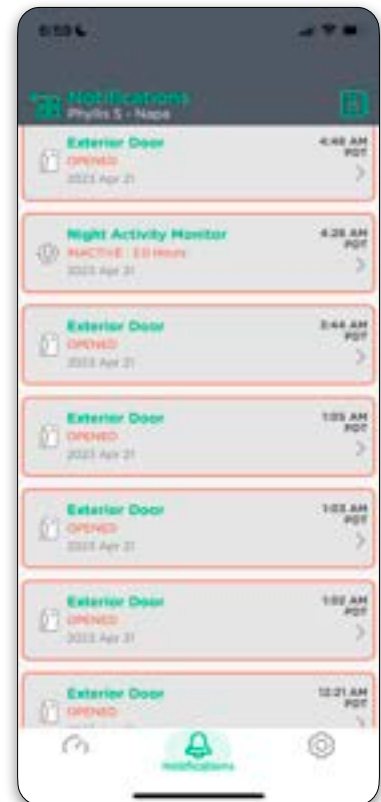 Notifications
Phyllis S - Napa
Exterior Door
4:48 AM
PDT
OPENED
2023 Apr 21
Night Activity Monitor
4:26 AM
PDT
INACTIVE
Hours
2023 Apr 21
Exterior Door
3:44 AM
PDT
OPENED
2023 Apr 21
Exterior Door
1:05 AM
PDT
OPENED
2023 Apr 21
Exterior Door
1:03 AM
PDT
OPENED
2023 Apr 21
Exterior Door
1:02 AM
PDT
OPENED
2023 Apr 21
Exterior Door
12:21 AM
PDT
OPENED
Notifications